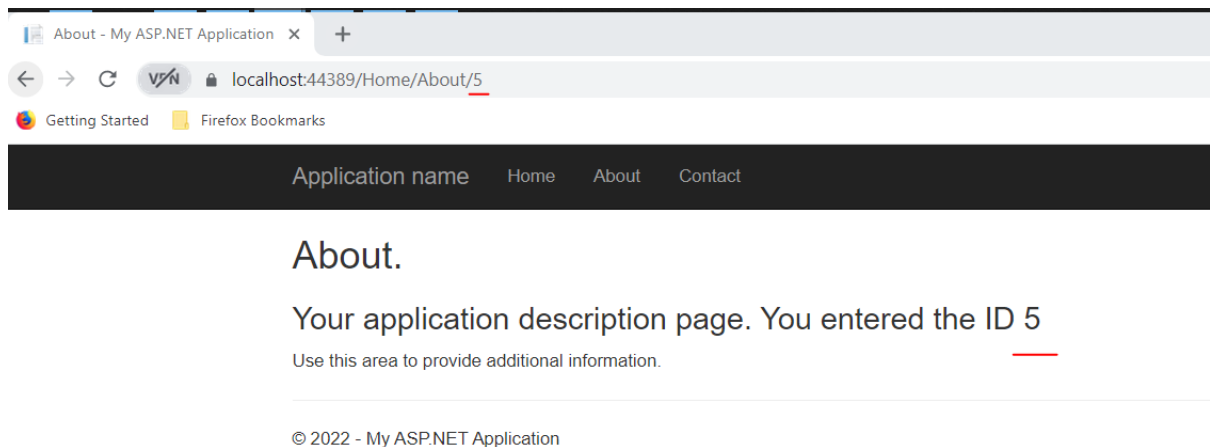 About - My ASP.NET Application
VPN localhost:44389/Home/About/5
Getting Started Firefox Bookmarks
Application name Home About Contact
About.
Your application description page. You entered the ID 5
Use this area to provide additional information.
© 2022 - My ASP.NET Application